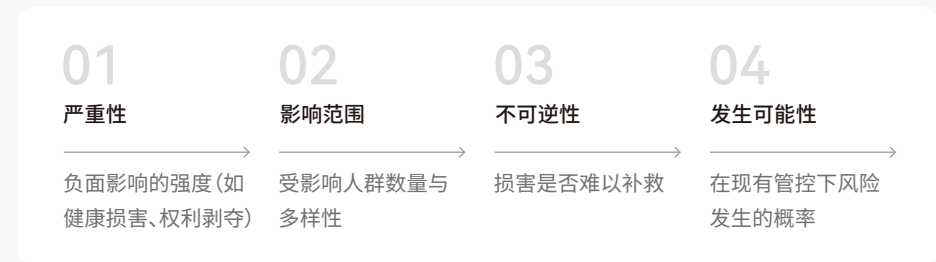 01
严重性
负面影响的强度（如
健康损害、权利剥夺）
02
影响范围
受影响人群数量与
多样性
03
不可逆性
损害是否难以补救
04
发生可能性
在现有管控下风险
发生的概率